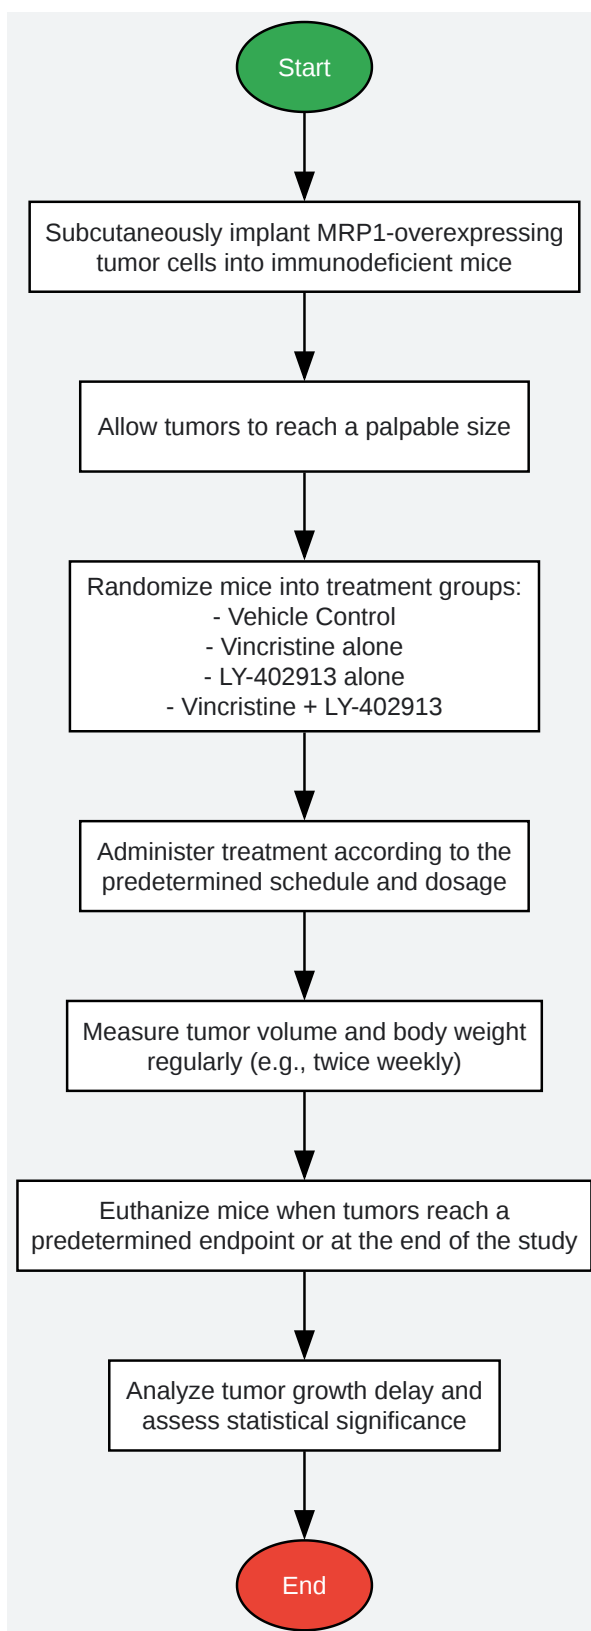 Start
Subcutaneously implant MRP1-overexpressing
tumor cells into immunodeficient mice
Allow tumors to reach a palpable size
Randomize mice into treatment groups:
- Vehicle Control
- Vincristine alone
- LY-402913 alone
- Vincristine + LY-402913
Administer treatment according to the
predetermined schedule and dosage
Measure tumor volume and body weight
regularly (e.g., twice weekly)
Euthanize mice when tumors reach a
predetermined endpoint or at the end of the study
Analyze tumor growth delay and
assess statistical significance
End